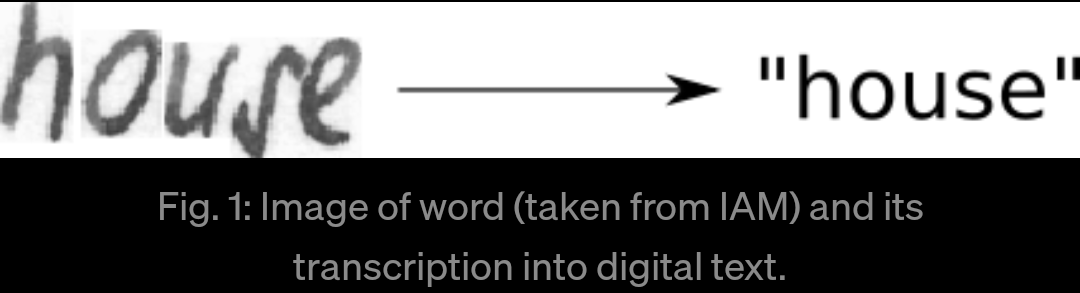 house "house"
Fig. 1: Image of word (taken from IAM) and its
transcription into digital text.